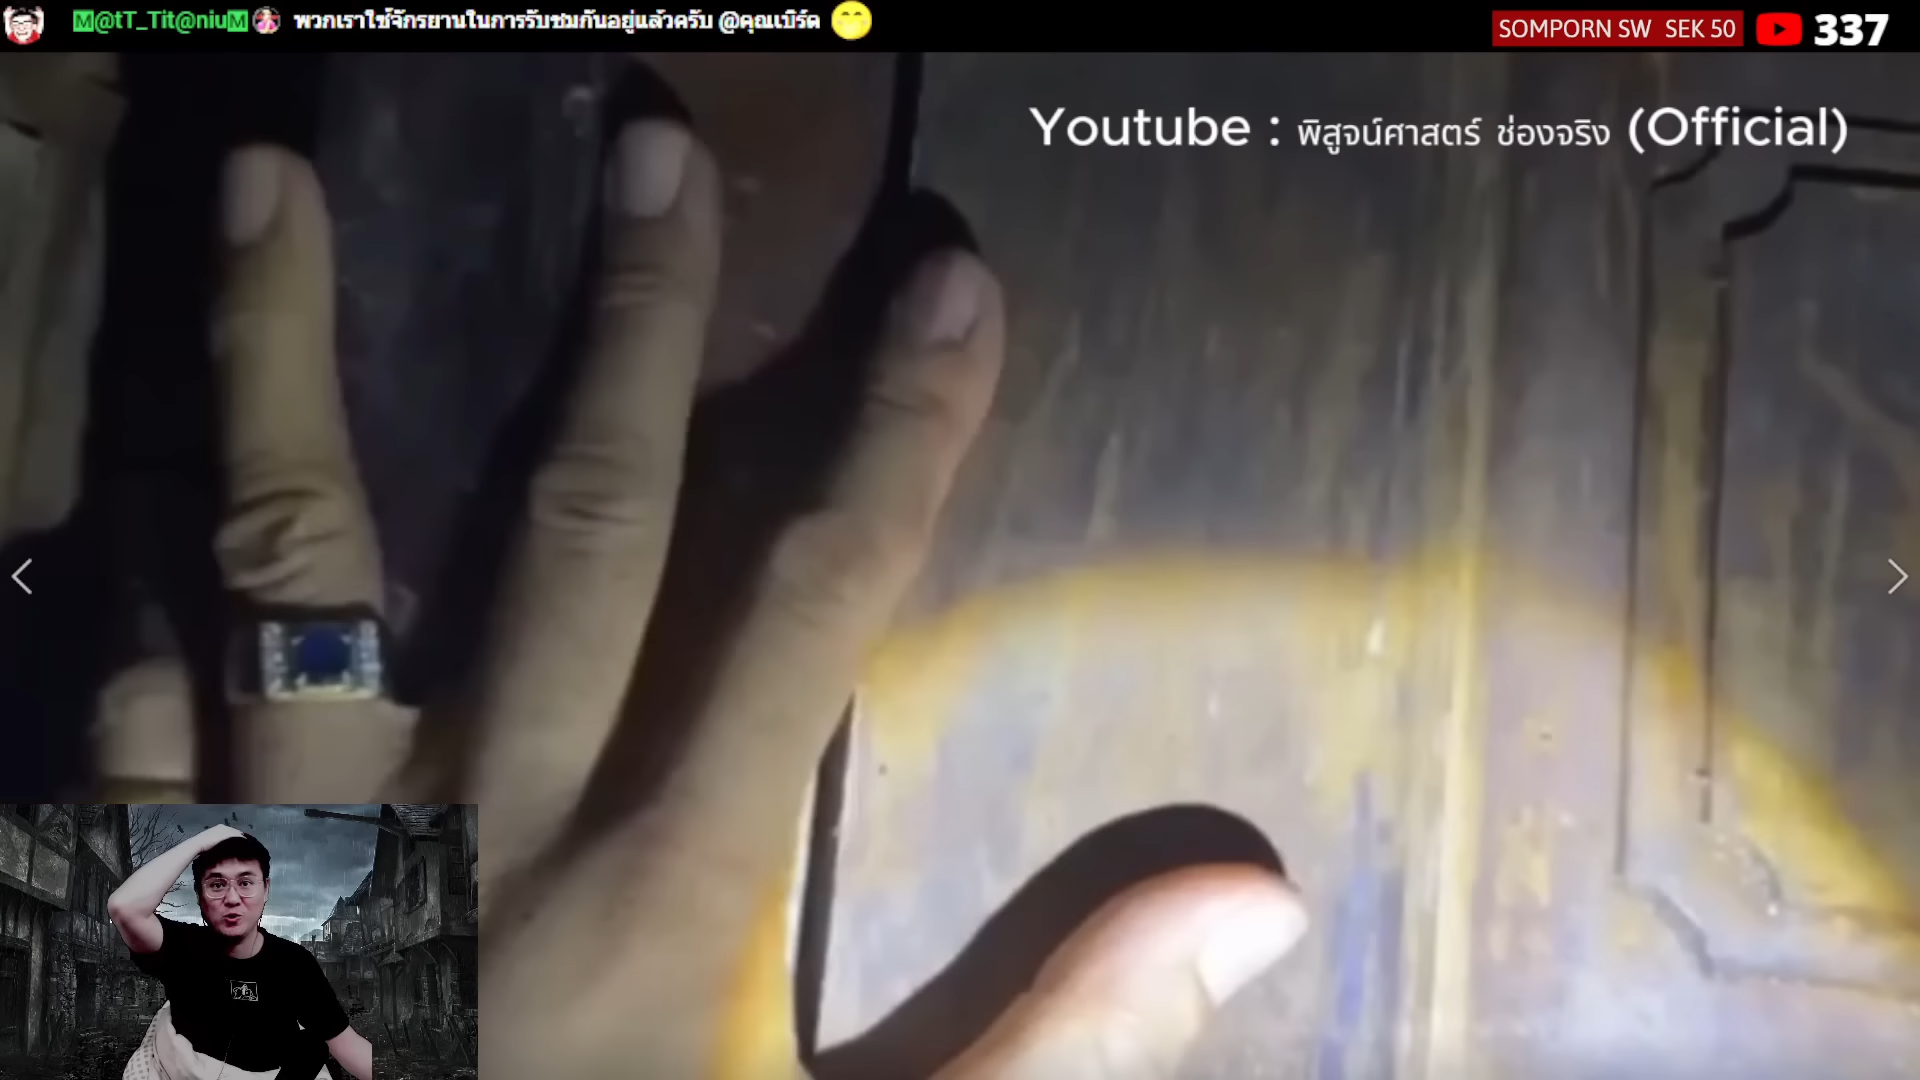 M@tT_Tit@niuM พวกเราใช้จักรยานในการรับชมกันอยู่แล้วครับ @คุณเบิร์ด
SOMPORN SW SEK 50
337
Youtube : พิสูจน์ศาสตร์ ช่องจริง (Official)